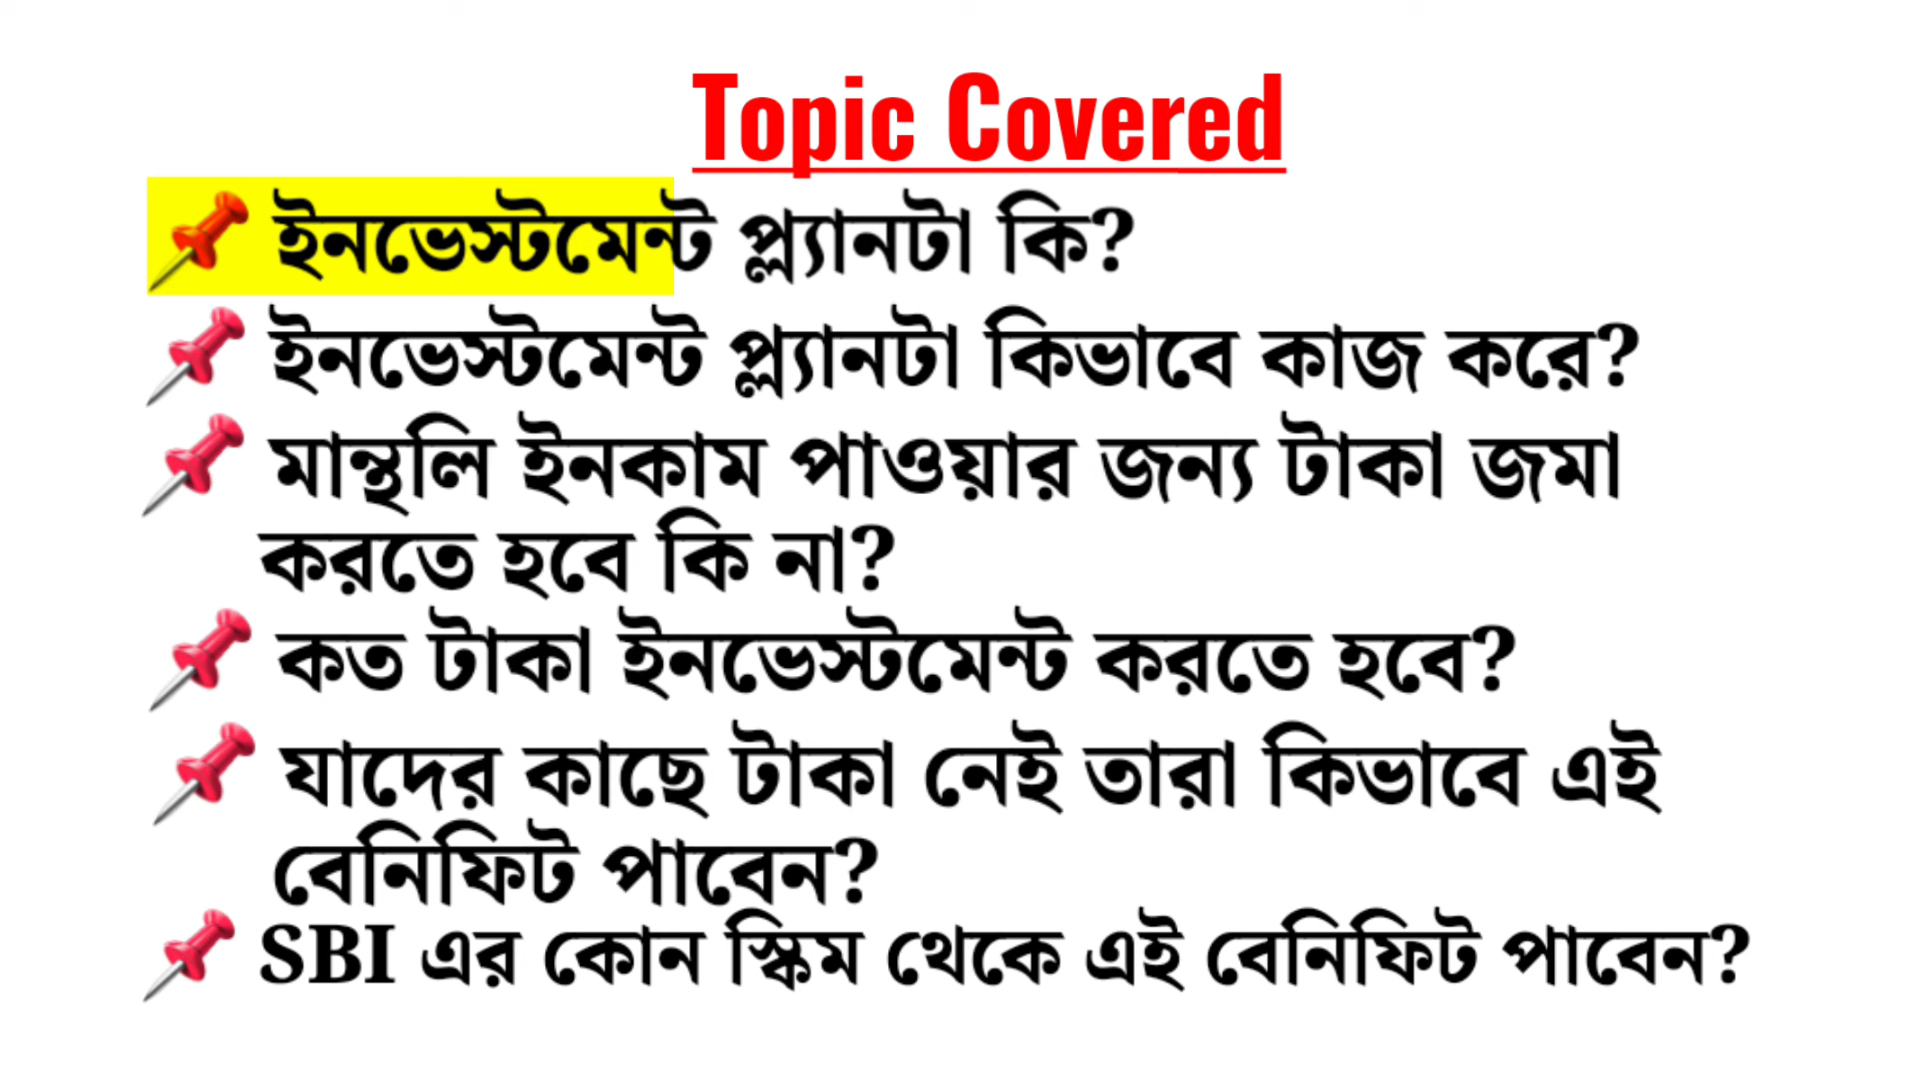 Topic Covered
📌 ইনভেস্টমেন্ট প্ল্যানটা কি?
📌 ইনভেস্টমেন্ট প্ল্যানটা কিভাবে কাজ করে?
📌 মান্থলি ইনকাম পাওয়ার জন্য টাকা জমা
করতে হবে কি না?
📌 কত টাকা ইনভেস্টমেন্ট করতে হবে?
📌 যাদের কাছে টাকা নেই তারা কিভাবে এই
বেনিফিট পাবেন?
📌 SBI এর কোন স্কিম থেকে এই বেনিফিট পাবেন?